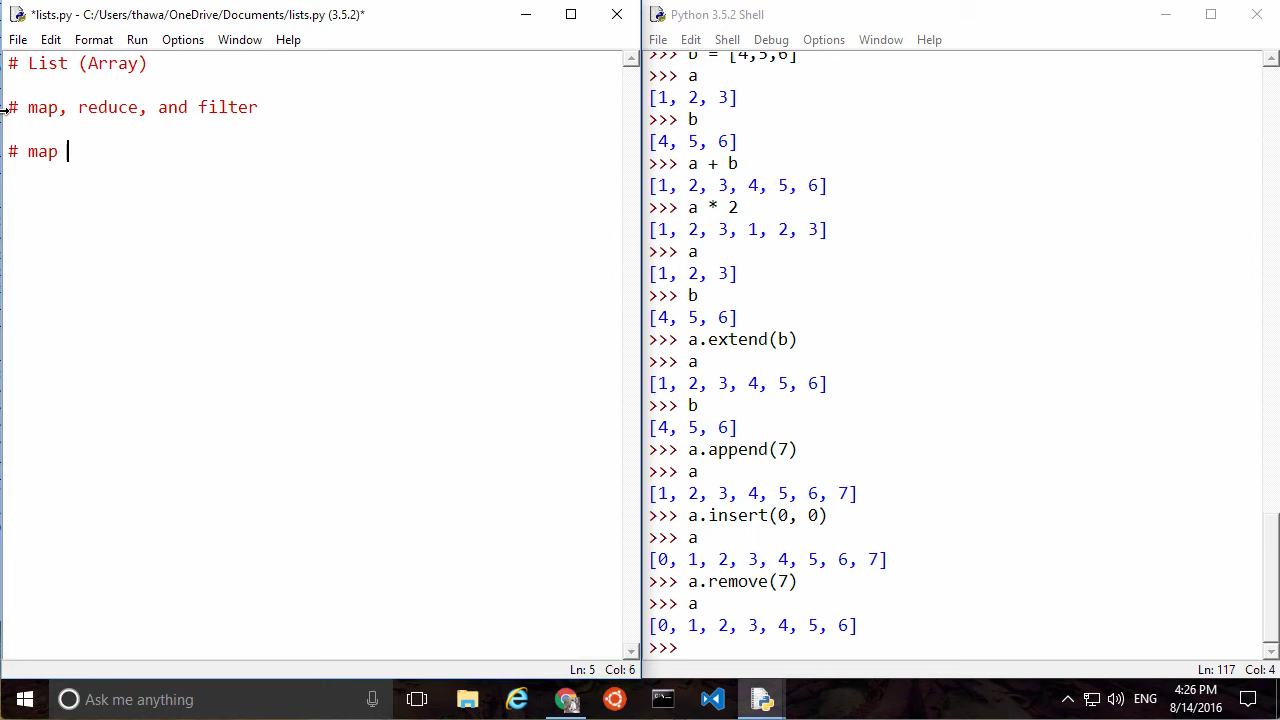 *lists.py - C:/Users/thawa/OneDrive/Documents/lists.py (3.5.2)*
File Edit Format Run Options Window Help
# List (Array)
# map, reduce, and filter
# map
Ln: 5 Col: 6
Python 3.5.2 Shell
File Edit Shell Debug Options Window Help
>>> b = [4,5,6]
>>> a
[1, 2, 3]
>>> b
[4, 5, 6]
>>> a + b
[1, 2, 3, 4, 5, 6]
>>> a * 2
[1, 2, 3, 1, 2, 3]
>>> a
[1, 2, 3]
>>> b
[4, 5, 6]
>>> a.extend(b)
>>> a
[1, 2, 3, 4, 5, 6]
>>> b
[4, 5, 6]
>>> a.append(7)
>>> a
[1, 2, 3, 4, 5, 6, 7]
>>> a.insert(0, 0)
>>> a
[0, 1, 2, 3, 4, 5, 6, 7]
>>> a.remove(7)
>>> a
[0, 1, 2, 3, 4, 5, 6]
>>>
Ln: 117 Col: 4
Ask me anything
ENG
4:26 PM
8/14/2016